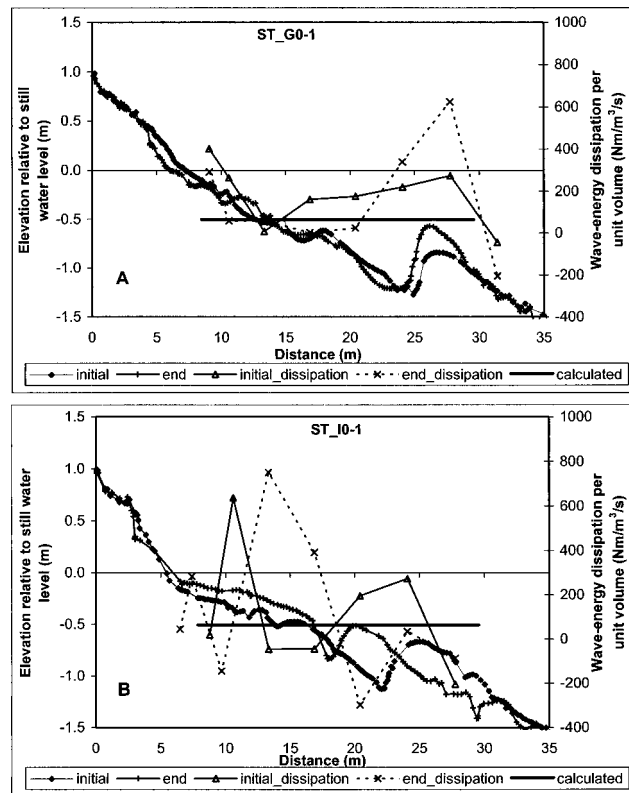 ST_G0-1
Elevation relative to still
water level (m)
1.5
1.0
0.5
0.0
-0.5
-1.0
-1.5
A
0 5 10 15 20 25 30 35
Distance (m)
1000
800
600
400
200
0
-200
-400
Wave-energy dissipation per
unit volume (Nm/m³/s)
initial end initial_dissipation end_dissipation calculated
ST_I0-1
Elevation relative to still water
level (m)
1.5
1.0
0.5
0.0
-0.5
-1.0
-1.5
B
0 5 10 15 20 25 30 35
Distance (m)
1000
800
600
400
200
0
-200
-400
Wave-energy dissipation per
unit volume (Nm/m³/s)
initial end initial_dissipation end_dissipation calculated